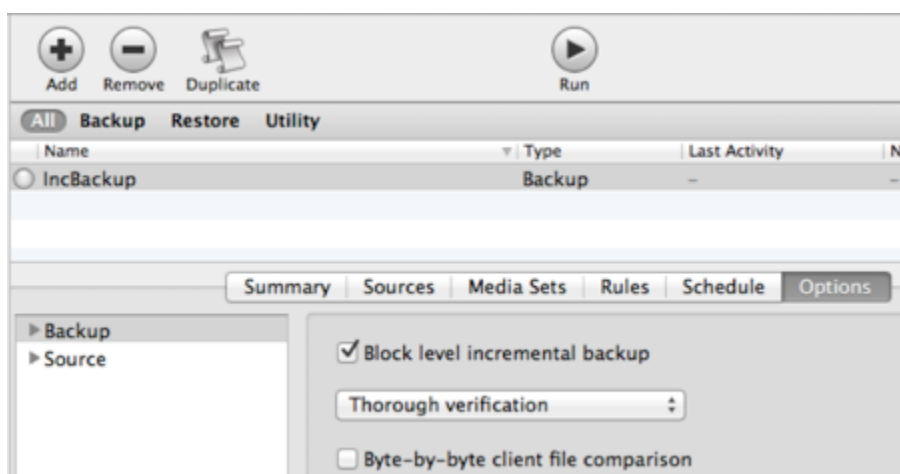 Add Remove Duplicate Run
All Backup Restore Utility
Name Type Last Activity N
IncBackup Backup – –
Summary Sources Media Sets Rules Schedule Options
Backup
Source
Block level incremental backup
Thorough verification
Byte-by-byte client file comparison